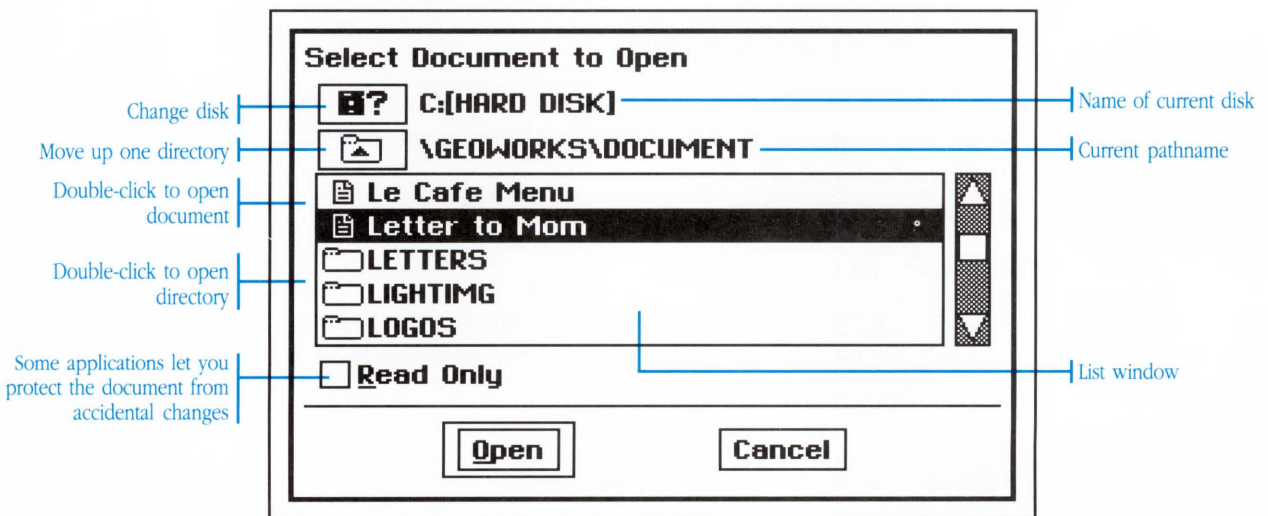 Select Document to Open
Change disk
? C:[HARD DISK]
Name of current disk
Move up one directory
\GEOWORKS\DOCUMENT
Current pathname
Double-click to open
document
Le Cafe Menu
Letter to Mom
Double-click to open
directory
LETTERS
LIGHTIMG
LOGOS
List window
Some applications let you
protect the document from
accidental changes
Read Only
Open
Cancel